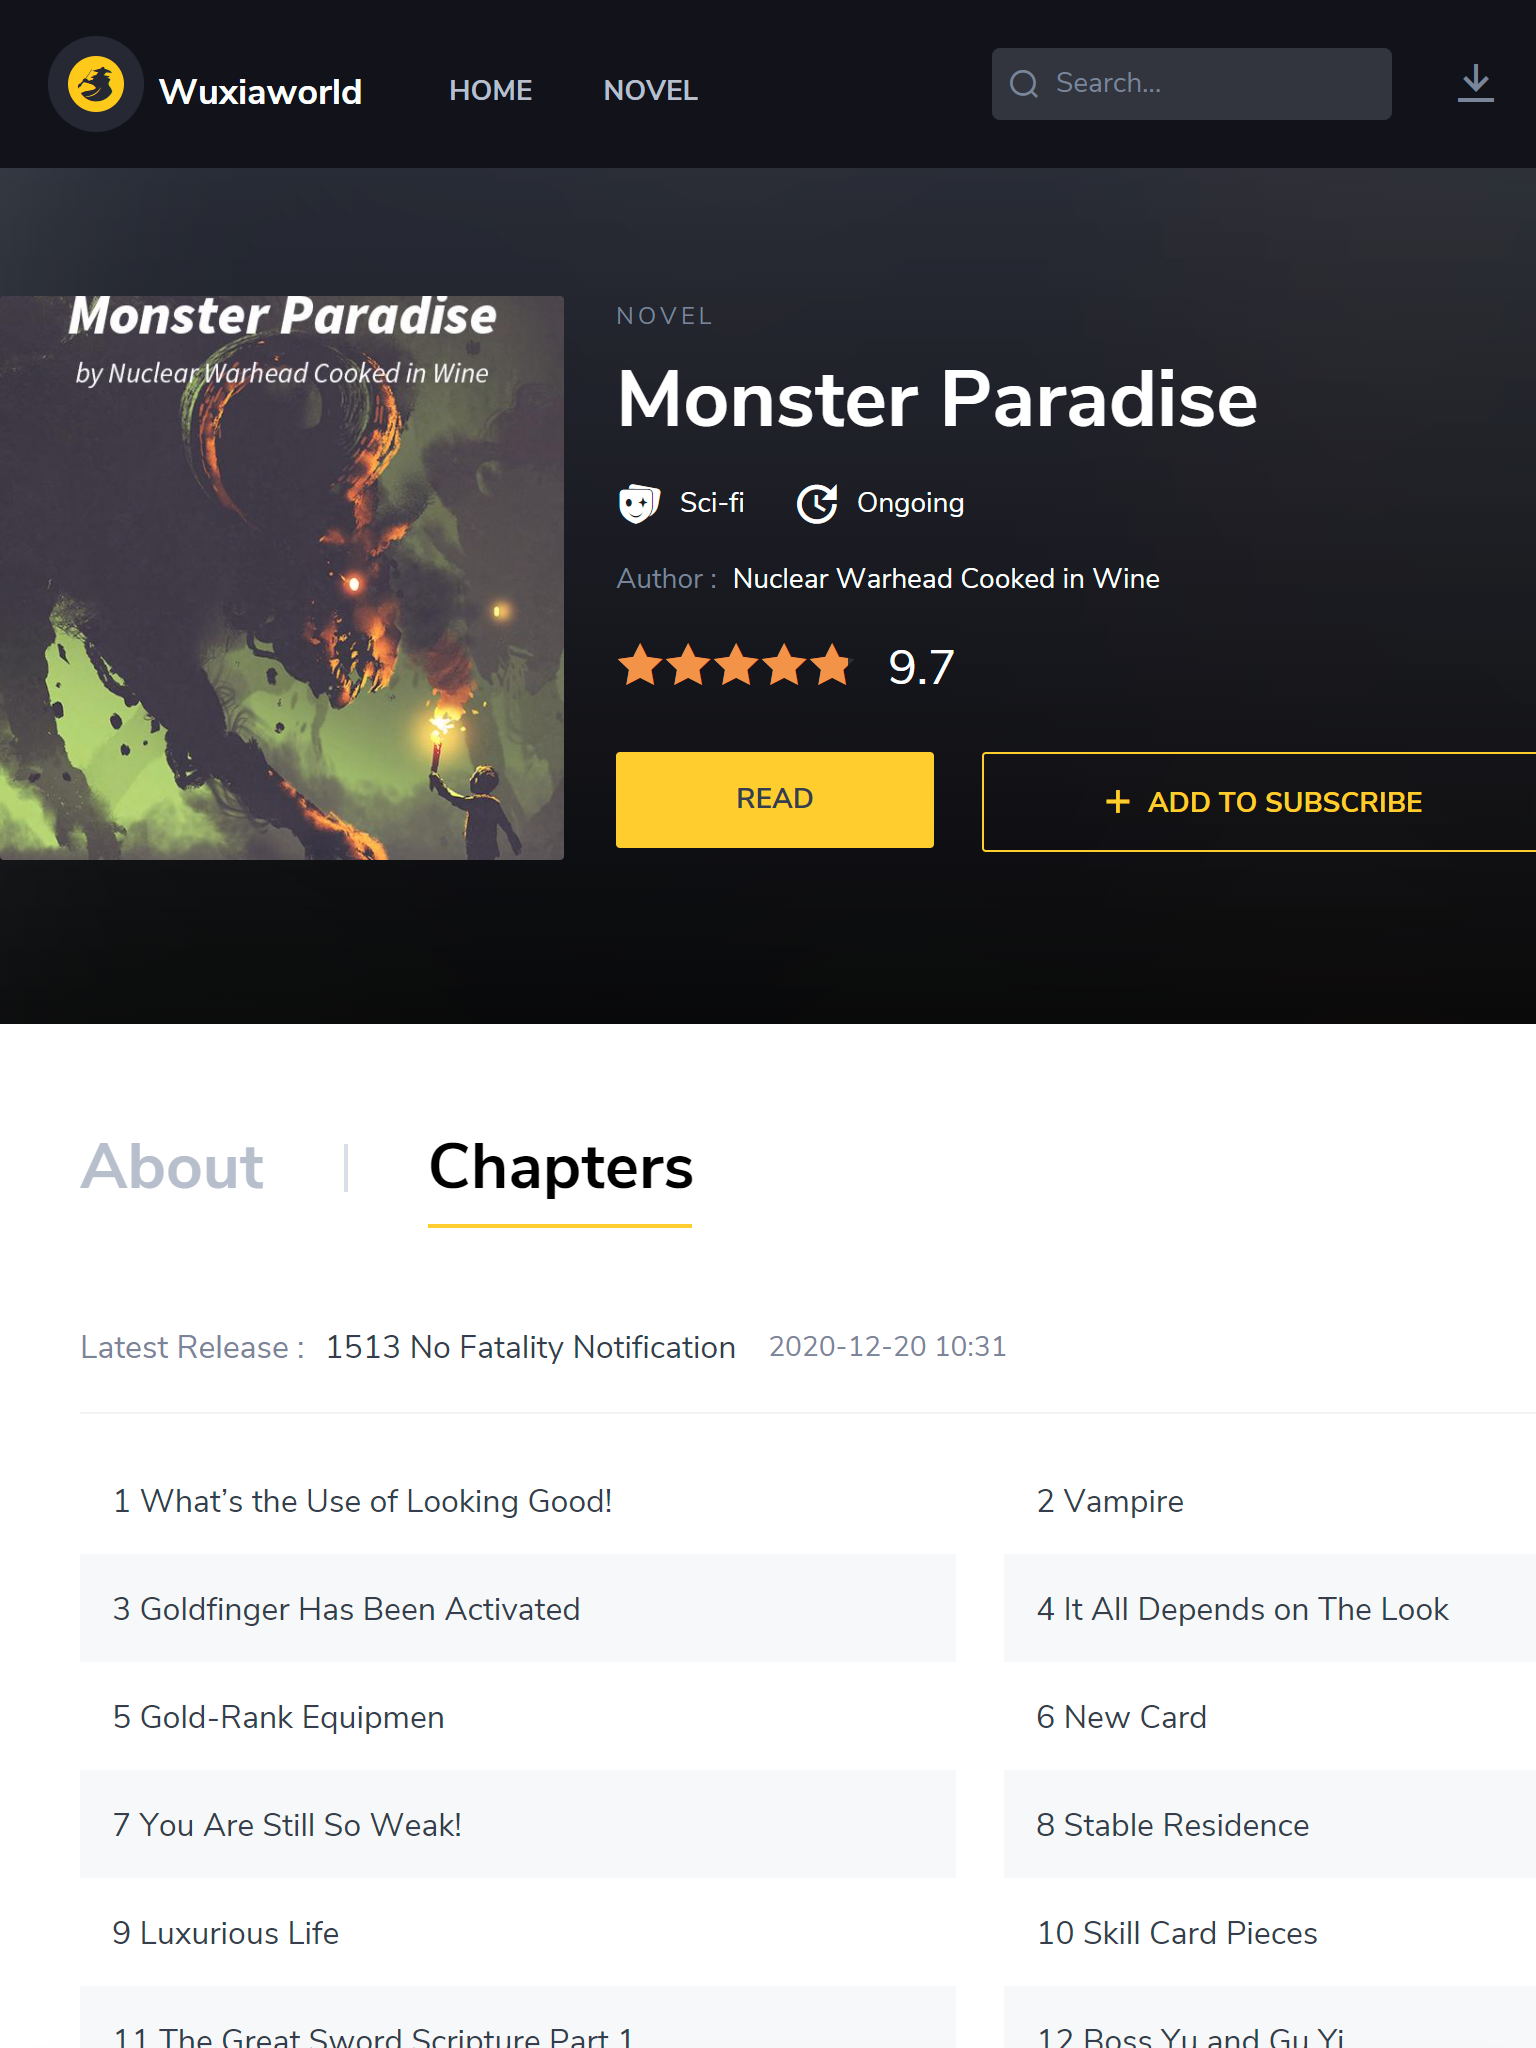 Wuxiaworld
HOME
NOVEL
Search...
Monster Paradise
by Nuclear Warhead Cooked in Wine
NOVEL
Monster Paradise
Sci-fi
Ongoing
Author : Nuclear Warhead Cooked in Wine
9.7
READ
+ ADD TO SUBSCRIBE
About
Chapters
Latest Release : 1513 No Fatality Notification 2020-12-20 10:31
1 What’s the Use of Looking Good!
2 Vampire
3 Goldfinger Has Been Activated
4 It All Depends on The Look
5 Gold-Rank Equipmen
6 New Card
7 You Are Still So Weak!
8 Stable Residence
9 Luxurious Life
10 Skill Card Pieces
11 The Great Sword Scripture Part 1
12 Boss Yu and Gu Yi